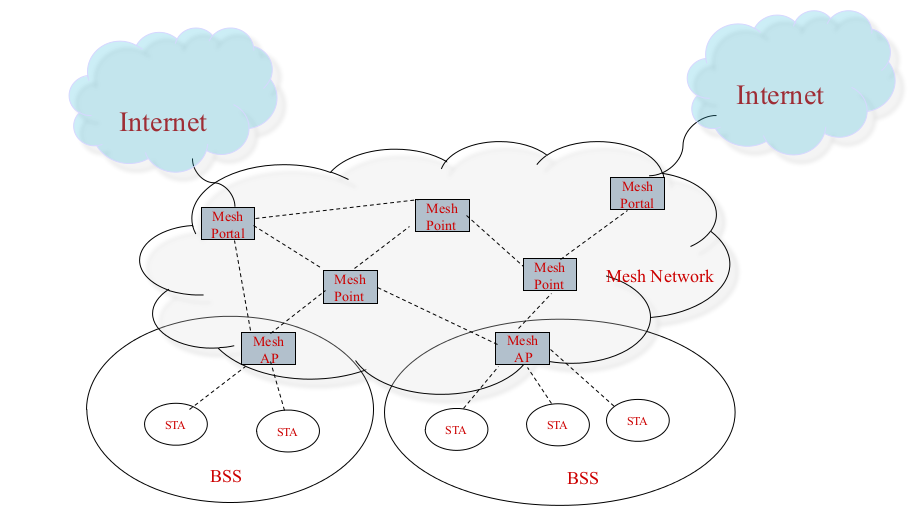 Internet
Internet
Mesh
Portal
Mesh
Point
Mesh
Portal
Mesh
Point
Mesh
Point
Mesh Network
Mesh
AP
Mesh
AP
STA
STA
STA
STA
STA
BSS
BSS